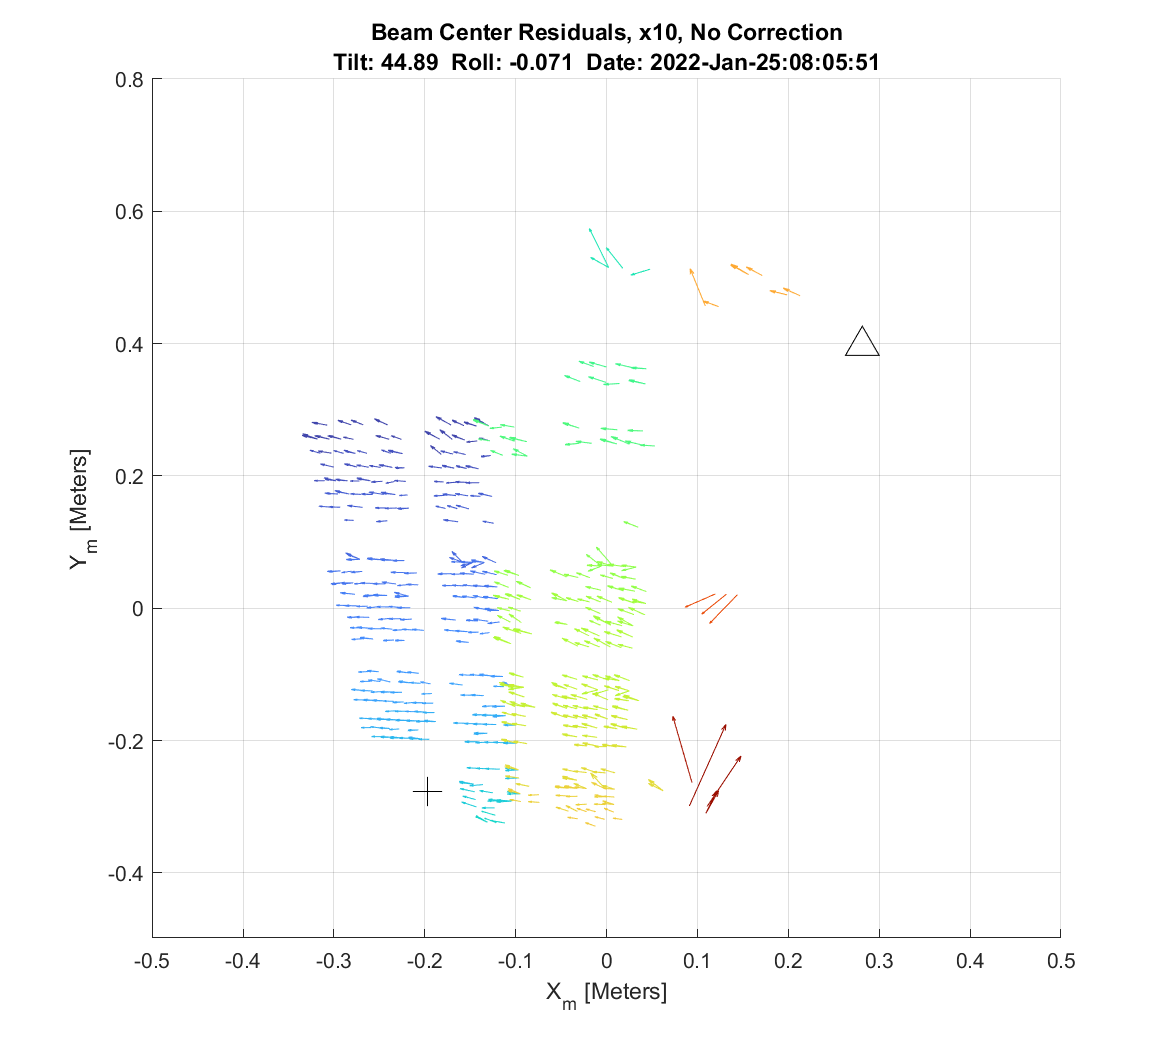 Beam Center Residuals, x10, No Correction
Tilt: 44.89 Roll: -0.071 Date: 2022-Jan-25:08:05:51
0.8
0.6
0.4
0.2
0
-0.2
-0.4
Y_m [Meters]
-0.5 -0.4 -0.3 -0.2 -0.1 0 0.1 0.2 0.3 0.4 0.5
X_m [Meters]